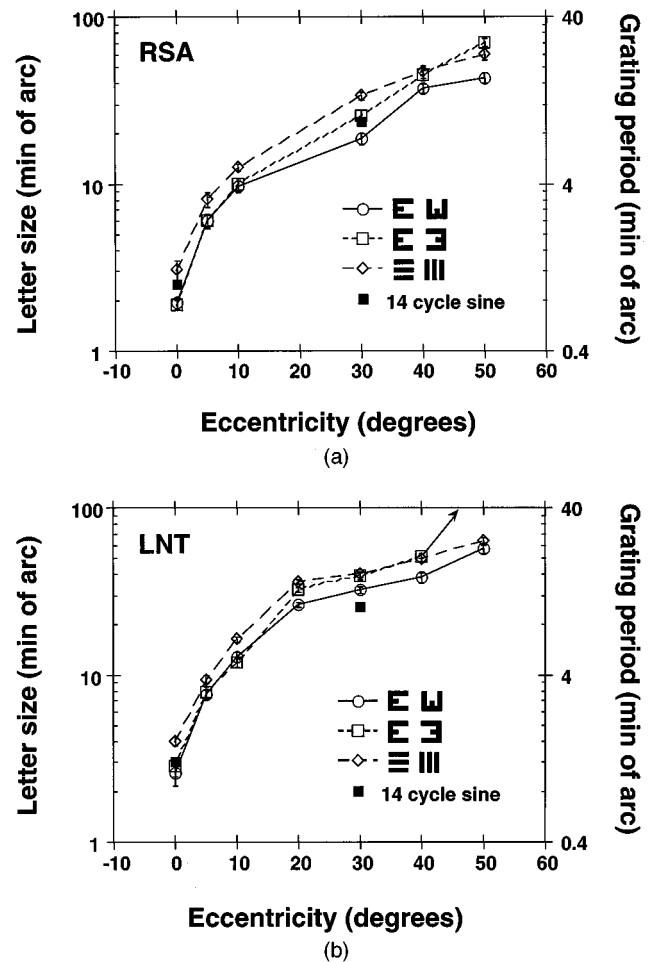 100
40
RSA
Letter size (min of arc)
Grating period (min of arc)
10
4
14 cycle sine
1
0.4
-10 0 10 20 30 40 50 60
Eccentricity (degrees)
(a)
100
40
LNT
Letter size (min of arc)
Grating period (min of arc)
10
4
14 cycle sine
1
0.4
-10 0 10 20 30 40 50 60
Eccentricity (degrees)
(b)